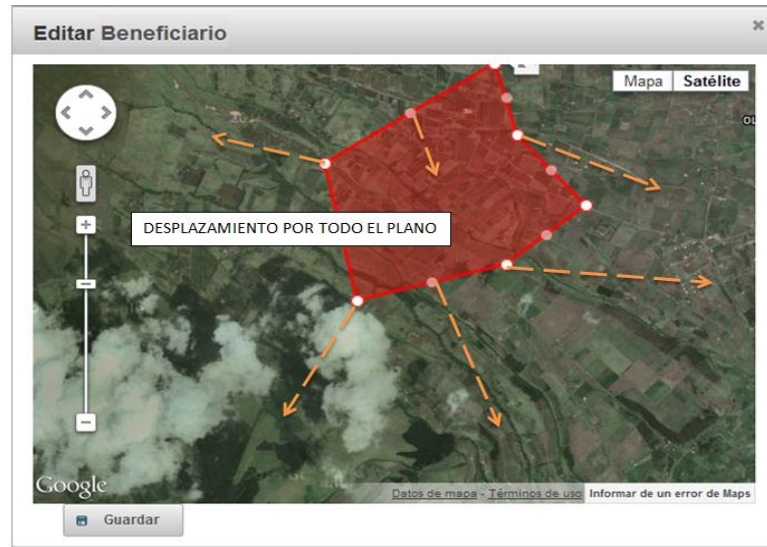 Editar Beneficiario
Mapa
Satélite
OL
DESPLAZAMIENTO POR TODO EL PLANO
Google
Datos de mapa - Términos de uso
Informar de un error de Maps
Guardar